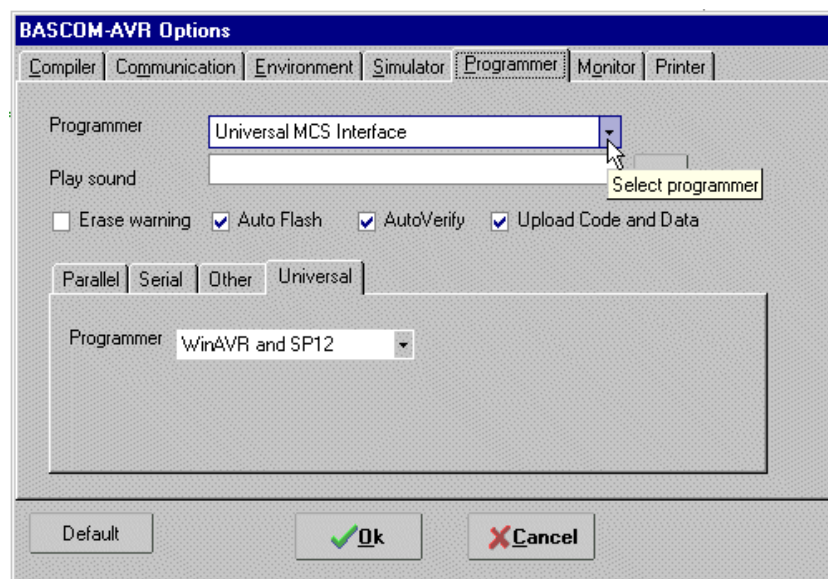 BASCOM-AVR Options
Compiler Communication Environment Simulator Programmer Monitor Printer
Programmer Universal MCS Interface
Play sound
Select programmer
Erase warning Auto Flash AutoVerify Upload Code and Data
Parallel Serial Other Universal
Programmer WinAVR and SP12
Default Ok Cancel